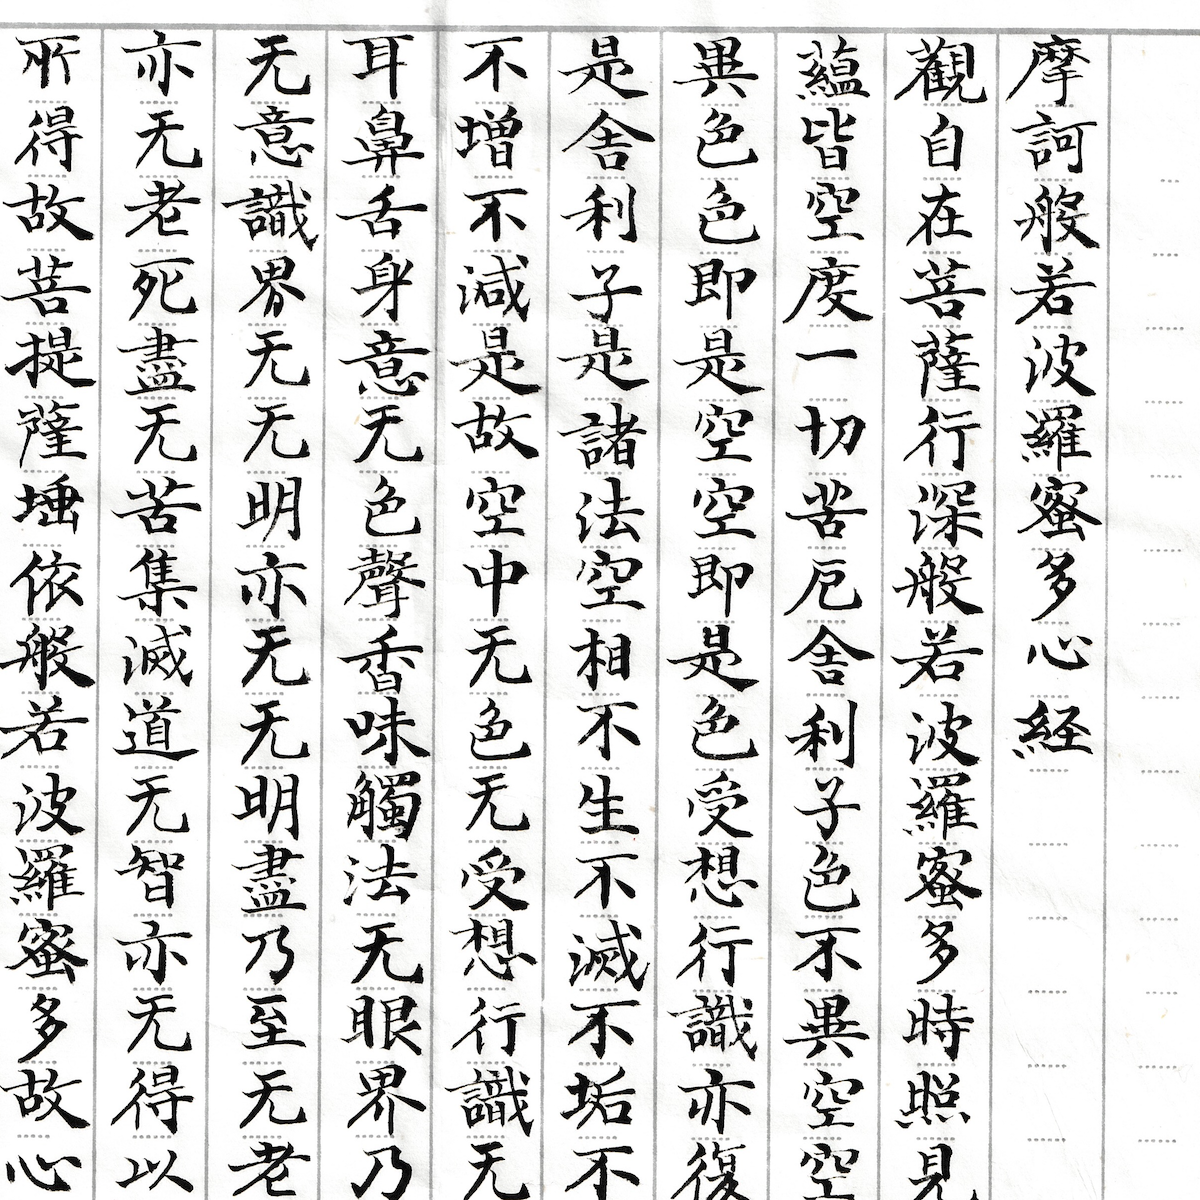 摩訶般若波羅蜜多心経
觀自在菩薩行深般若波羅蜜多時照見
蘊皆空度一切苦厄舍利子色不異空空
異色色即是空空即是色受想行識亦復
是舍利子是諸法空相不生不滅不垢不
不増不減是故空中无色无受想行識无
耳鼻舌身意无色聲香味觸法无眼界乃
无意識界无无明亦无无明盡乃至无老
亦无老死盡无苦集滅道无智亦无得以
所得故菩提薩埵依般若波羅蜜多故心